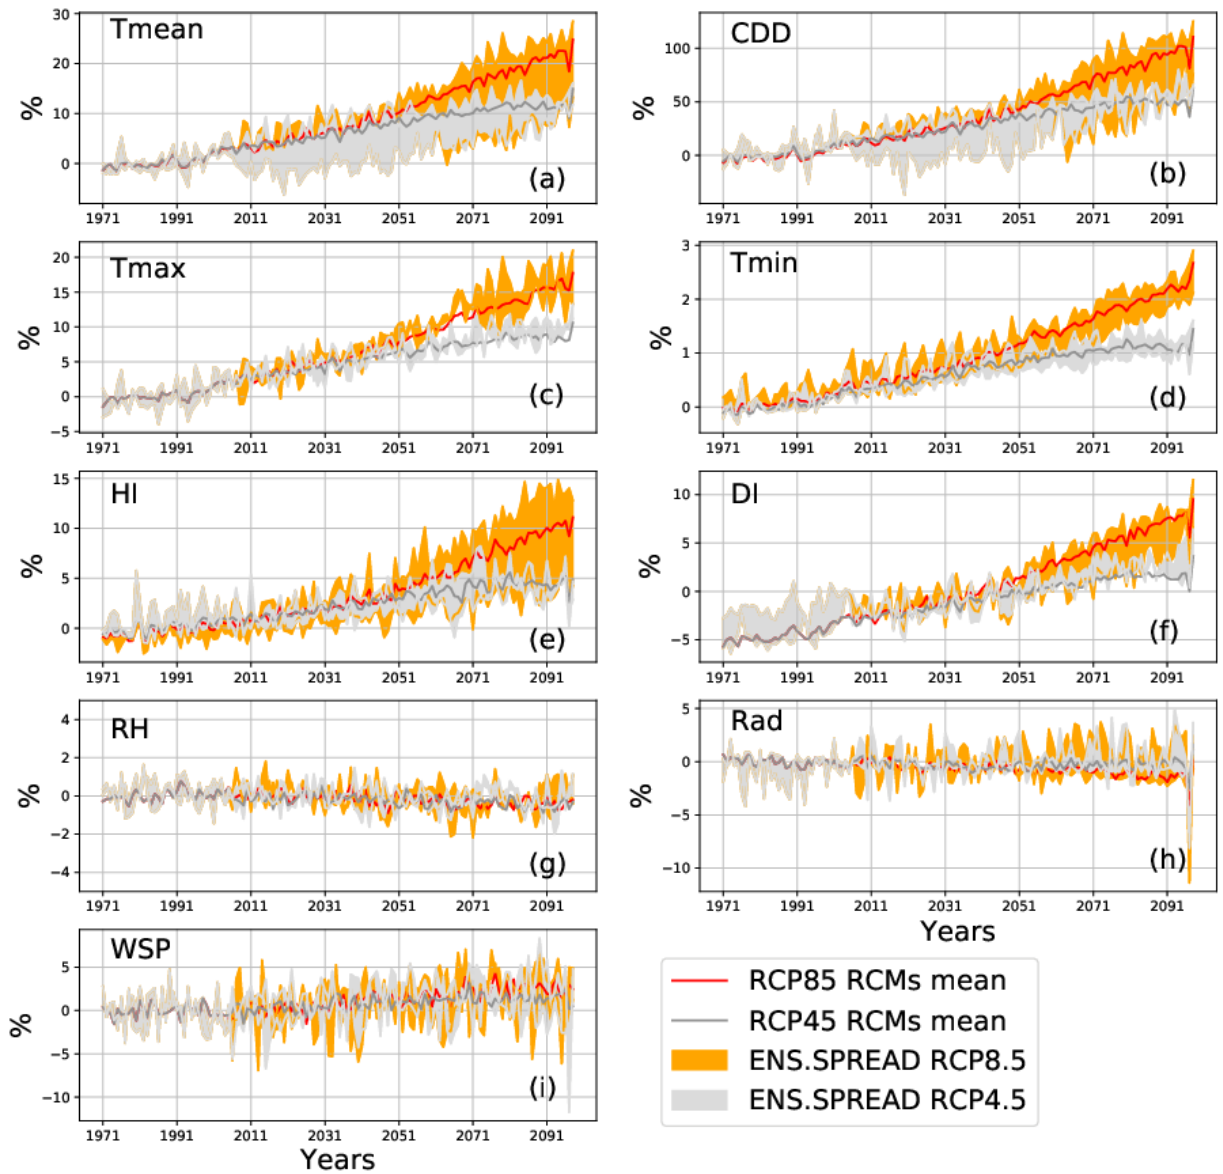 Tmean
30
20
10
0
%
(a)
1971 1991 2011 2031 2051 2071 2091
CDD
100
50
0
%
(b)
1971 1991 2011 2031 2051 2071 2091
Tmax
20
15
10
5
0
−5
%
(c)
1971 1991 2011 2031 2051 2071 2091
Tmin
3
2
1
0
%
(d)
1971 1991 2011 2031 2051 2071 2091
HI
15
10
5
0
%
(e)
1971 1991 2011 2031 2051 2071 2091
DI
10
5
0
−5
%
(f)
1971 1991 2011 2031 2051 2071 2091
RH
4
2
0
−2
−4
%
(g)
1971 1991 2011 2031 2051 2071 2091
Rad
5
0
−5
−10
%
(h)
1971 1991 2011 2031 2051 2071 2091
Years
WSP
5
0
−5
−10
%
(i)
1971 1991 2011 2031 2051 2071 2091
Years
RCP85 RCMs mean
RCP45 RCMs mean
ENS.SPREAD RCP8.5
ENS.SPREAD RCP4.5